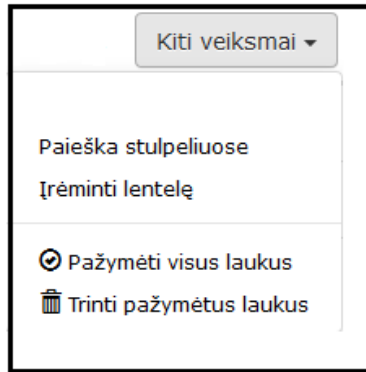 Kiti veiksmai
Paieška stulpeliuose
Įrėminti lentelę
Pažymėti visus laukus
Trinti pažymėtus laukus